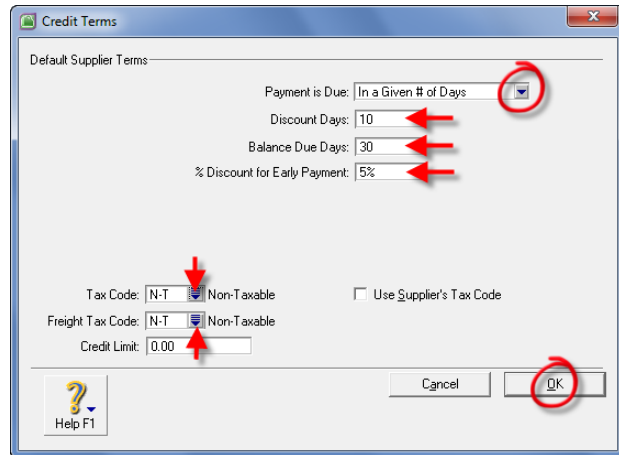 Credit Terms
Default Supplier Terms
Payment is Due: In a Given # of Days
Discount Days: 10
Balance Due Days: 30
% Discount for Early Payment: 5%
Tax Code: N-T Non-Taxable Use Supplier's Tax Code
Freight Tax Code: N-T Non-Taxable
Credit Limit: 0.00
Cancel OK
Help F1